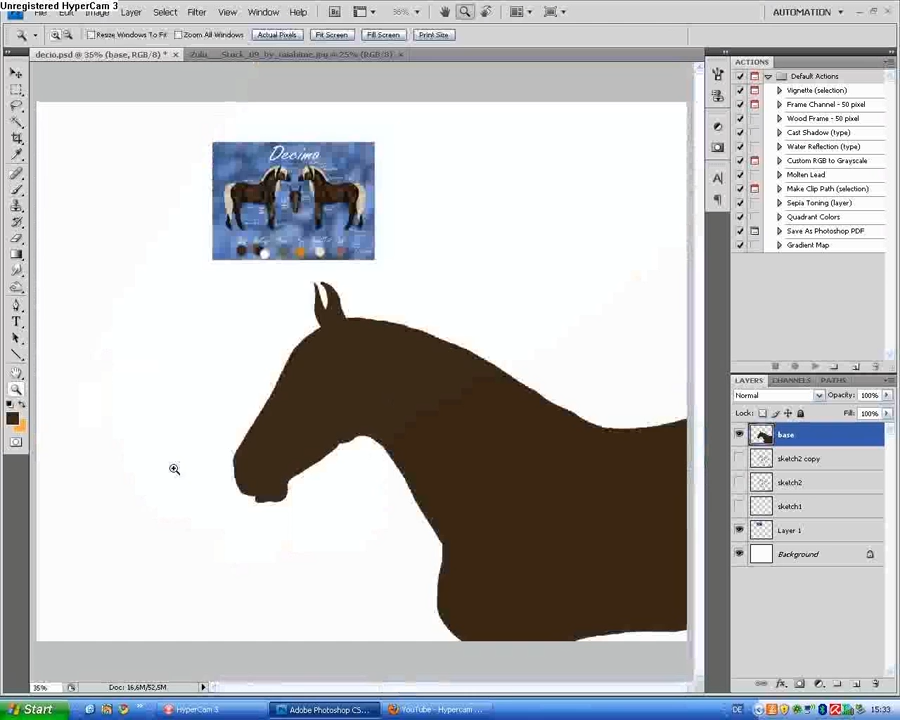 Unregistered HyperCam 3
File Edit Image Layer Select Filter View Window Help
AUTOMATION
Resize Windows To Fit Zoom All Windows Actual Pixels Fit Screen Fill Screen Print Size
decio.psd @ 35% (base, RGB/8) *
Decimo
ACTIONS
Default Actions
Vignette (selection)
Frame Channel - 50 pixel
Wood Frame - 50 pixel
Cast Shadow (type)
Water Reflection (type)
Custom RGB to Grayscale
Molten Lead
Make Clip Path (selection)
Sepia Toning (layer)
Quadrant Colors
Save As Photoshop PDF
Gradient Map
LAYERS CHANNELS PATHS
Normal Opacity: 100%
Lock: Fill: 100%
base
sketch2 copy
sketch2
sketch1
Layer 1
Background
35% Doc: 16,6M/52,5M
Start HyperCam 3 Adobe Photoshop CS... YouTube - Hypercam ... DE 15:33